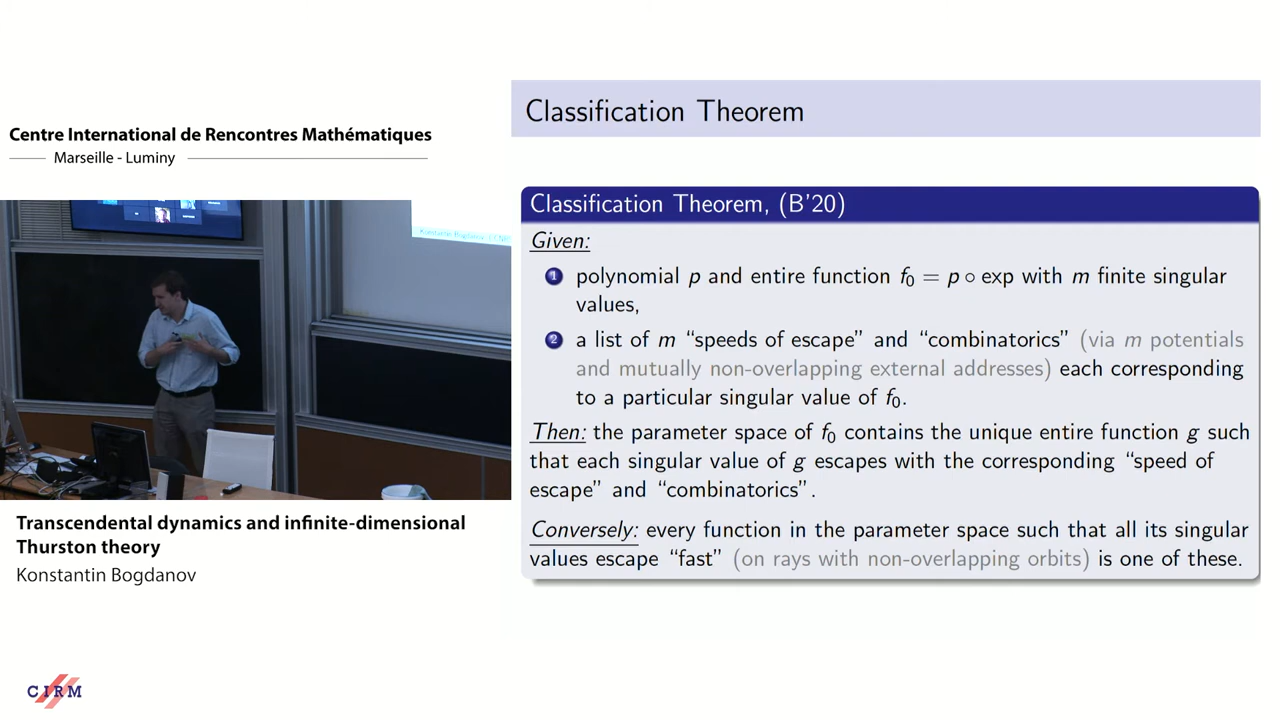 Centre International de Rencontres Mathématiques
Marseille - Luminy
Transcendental dynamics and infinite-dimensional
Thurston theory
Konstantin Bogdanov
CIRM
Classification Theorem
Classification Theorem, (B'20)
Given:
1 polynomial p and entire function f₀ = p ∘ exp with m finite singular
values,
2 a list of m “speeds of escape” and “combinatorics” (via m potentials
and mutually non-overlapping external addresses) each corresponding
to a particular singular value of f₀.
Then: the parameter space of f₀ contains the unique entire function g such
that each singular value of g escapes with the corresponding “speed of
escape” and “combinatorics”.
Conversely: every function in the parameter space such that all its singular
values escape “fast” (on rays with non-overlapping orbits) is one of these.